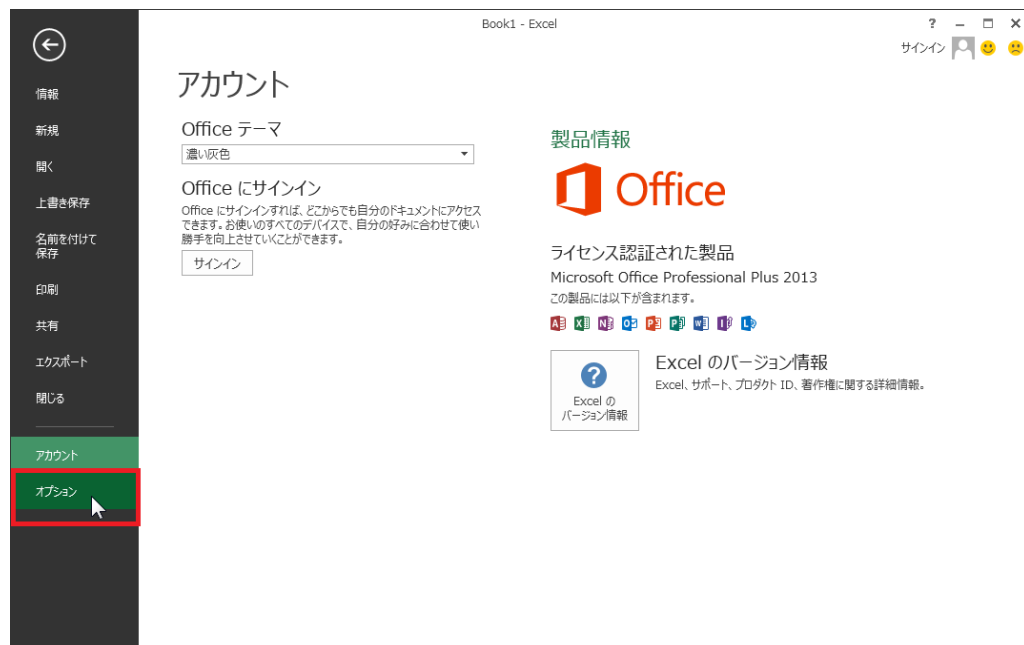 Book1 - Excel
?
サインイン
情報
新規
開く
上書き保存
名前を付けて
保存
印刷
共有
エクスポート
閉じる
アカウント
オプション
アカウント
Office テーマ
濃い灰色
Office にサインイン
Office にサインインすれば、どこからでも自分のドキュメントにアクセス
できます。お使いのすべてのデバイスで、自分の好みに合わせて使い
勝手を向上させていくことができます。
サインイン
製品情報
Office
ライセンス認証された製品
Microsoft Office Professional Plus 2013
この製品には以下が含まれます。
?
Excel の
バージョン情報
Excel のバージョン情報
Excel、サポート、プロダクト ID、著作権に関する詳細情報。